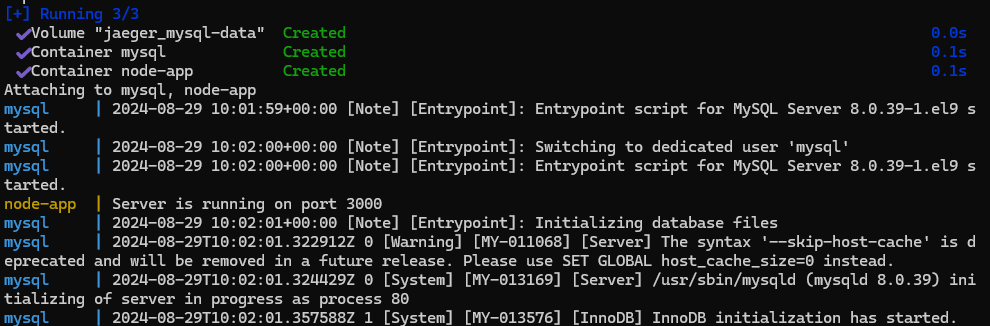 [+] Running 3/3
✔Volume "jaeger_mysql-data"  Created  0.0s
✔Container mysql  Created  0.1s
✔Container node-app  Created  0.1s
Attaching to mysql, node-app
mysql     | 2024-08-29 10:01:59+00:00 [Note] [Entrypoint]: Entrypoint script for MySQL Server 8.0.39-1.el9 s
tarted.
mysql     | 2024-08-29 10:02:00+00:00 [Note] [Entrypoint]: Switching to dedicated user 'mysql'
mysql     | 2024-08-29 10:02:00+00:00 [Note] [Entrypoint]: Entrypoint script for MySQL Server 8.0.39-1.el9 s
tarted.
node-app  | Server is running on port 3000
mysql     | 2024-08-29 10:02:01+00:00 [Note] [Entrypoint]: Initializing database files
mysql     | 2024-08-29T10:02:01.322912Z 0 [Warning] [MY-011068] [Server] The syntax '--skip-host-cache' is d
eprecated and will be removed in a future release. Please use SET GLOBAL host_cache_size=0 instead.
mysql     | 2024-08-29T10:02:01.324429Z 0 [System] [MY-013169] [Server] /usr/sbin/mysqld (mysqld 8.0.39) ini
tializing of server in progress as process 80
mysql     | 2024-08-29T10:02:01.357588Z 1 [System] [MY-013576] [InnoDB] InnoDB initialization has started.